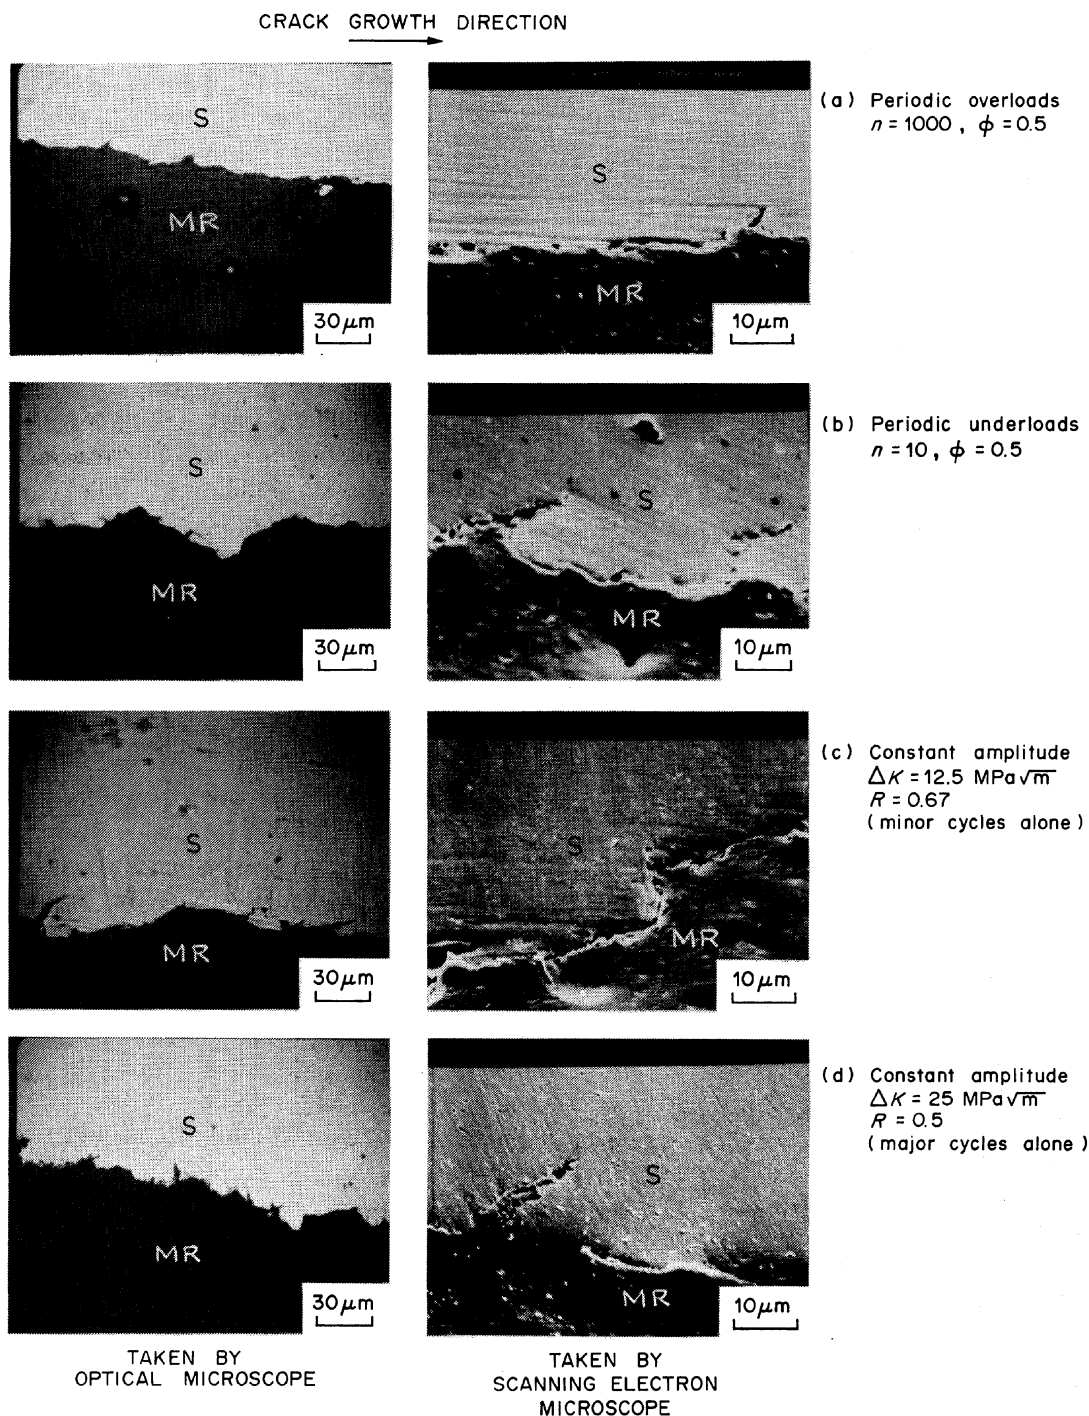 CRACK GROWTH DIRECTION
S
MR
30μm
S
MR
10μm
(a) Periodic overloads
n = 1000 , ϕ = 0.5
S
MR
30μm
S
MR
10μm
(b) Periodic underloads
n = 10 , ϕ = 0.5
S
MR
30μm
S
MR
10μm
(c) Constant amplitude
ΔK = 12.5 MPa√m
R = 0.67
(minor cycles alone)
S
MR
30μm
S
MR
10μm
(d) Constant amplitude
ΔK = 25 MPa√m
R = 0.5
(major cycles alone)
TAKEN BY
OPTICAL MICROSCOPE
TAKEN BY
SCANNING ELECTRON
MICROSCOPE